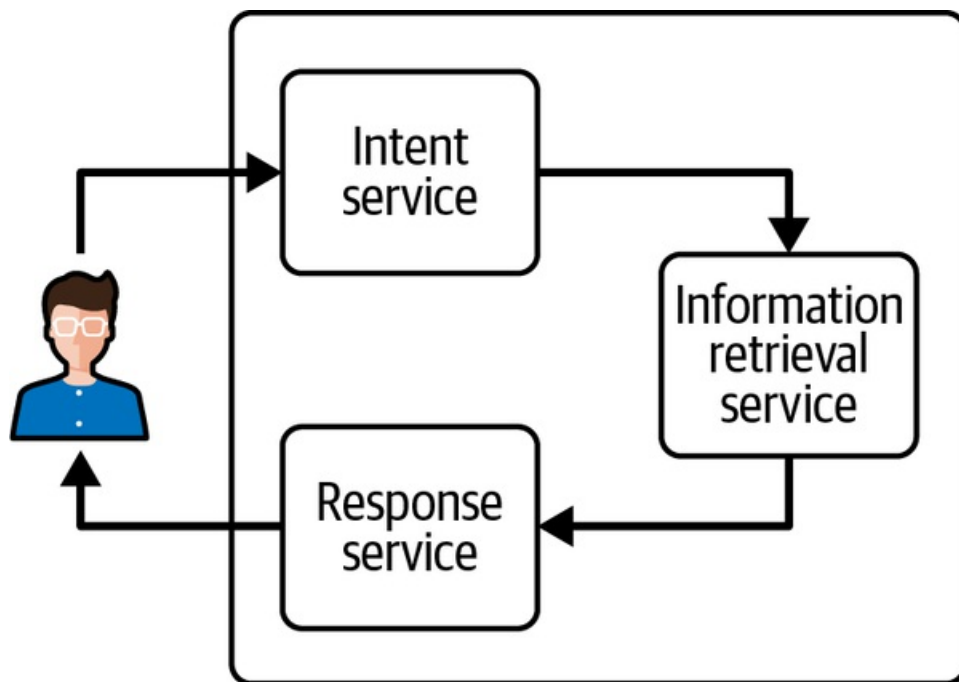 Intent
service
Information
retrieval
service
Response
service